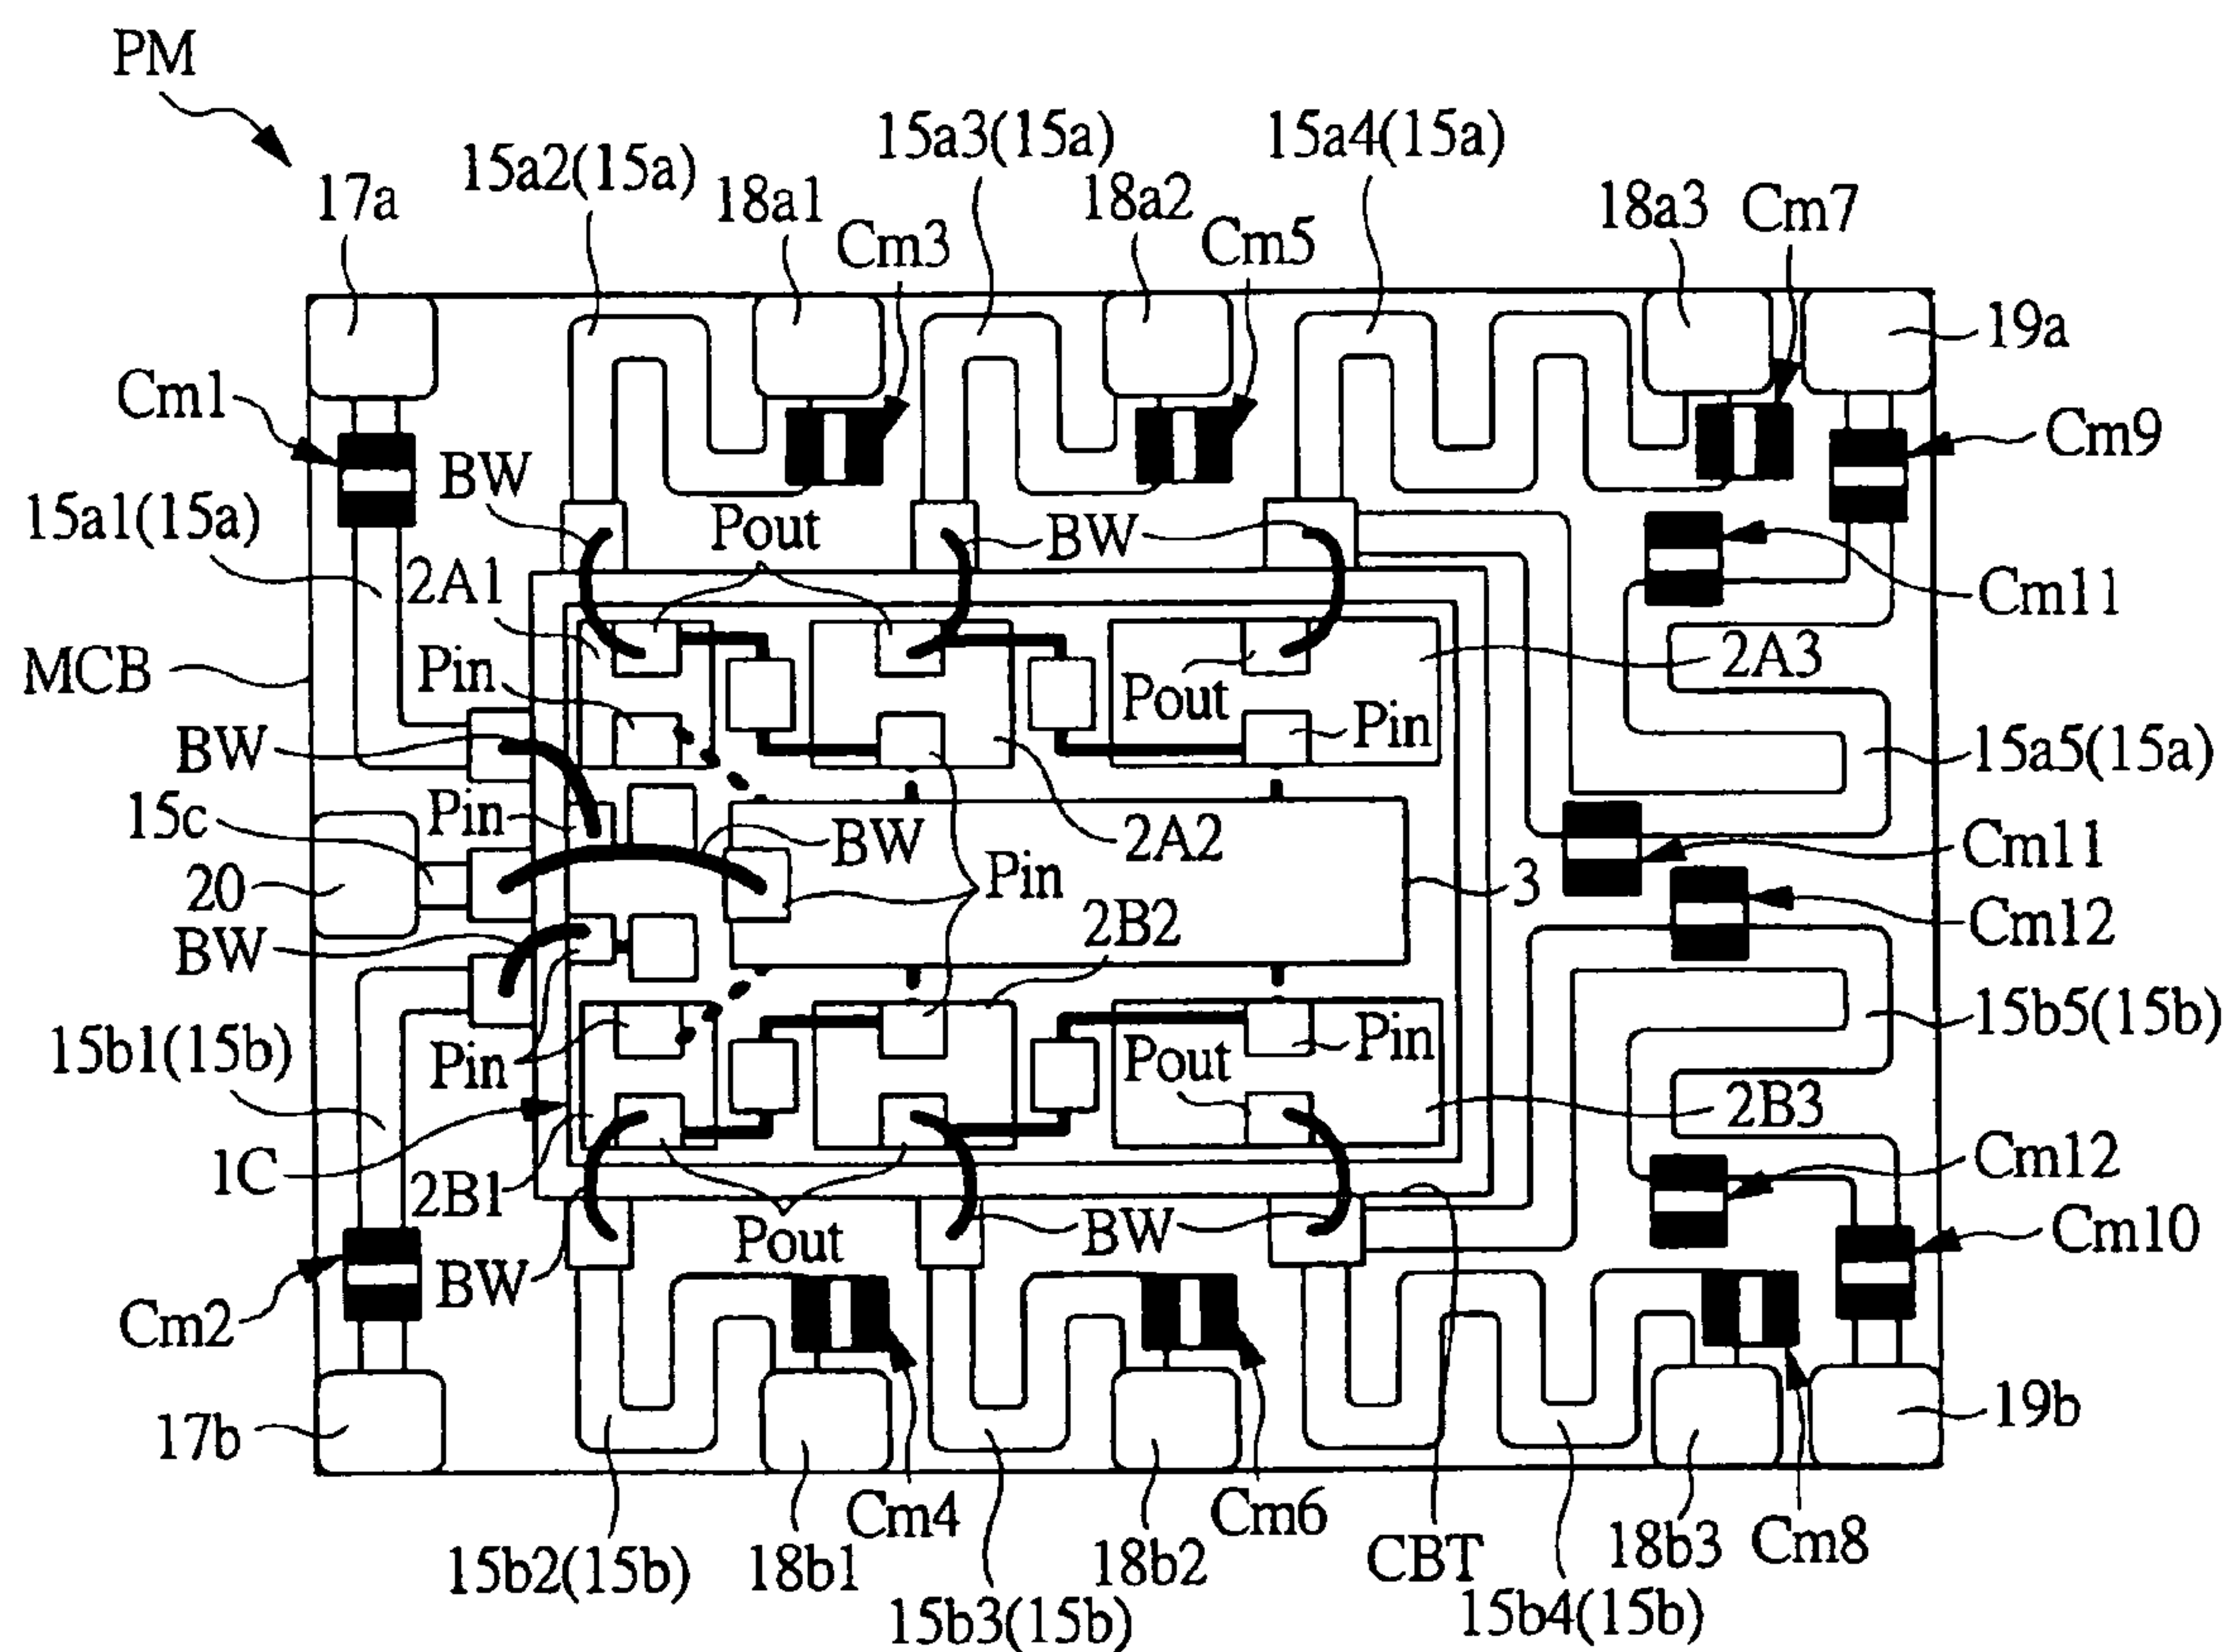 PM
15a3(15a)
15a4(15a)
15a2(15a)
17a
18a1
18a2
18a3
Cm7
Cm3
Cm5
19a
Cm1
Cm9
BW
15a1(15a)
Pout
BW
2A1
Cm11
MCB
Pin
2A3
Pout
Pin
BW
15a5(15a)
15c
Pin
BW
2A2
Cm11
20
Pin
3
2B2
Cm12
BW
15b5(15b)
15b1(15b)
Pin
Pout
Pin
2B3
1C
Cm12
2B1
Pout
BW
Cm10
BW
Cm2
17b
19b
Cm4
Cm6
15b2(15b)
18b1
18b2
CBT
18b3
Cm8
15b3(15b)
15b4(15b)